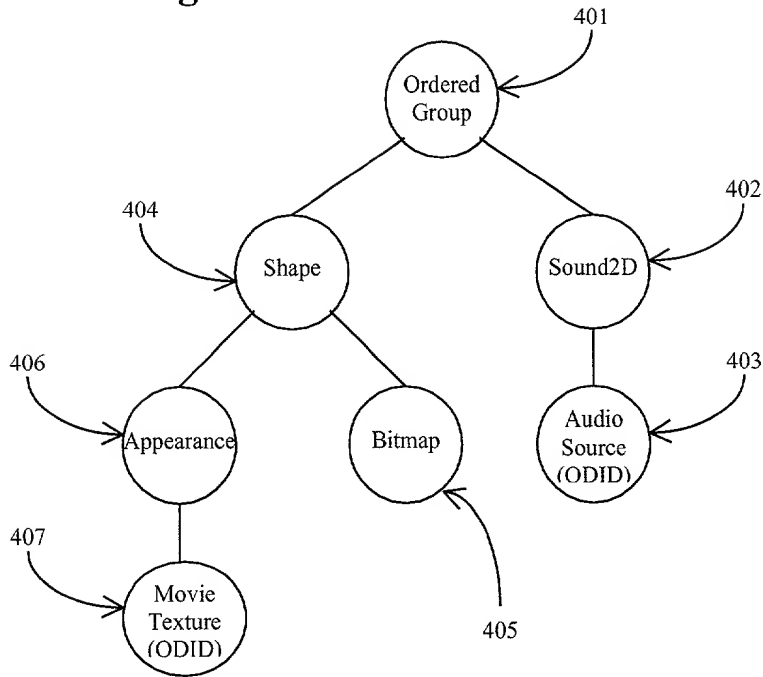 401
Ordered
Group
404
402
Shape
Sound2D
406
403
Appearance
Bitmap
Audio
Source
(ODID)
407
Movie
Texture
(ODID)
405